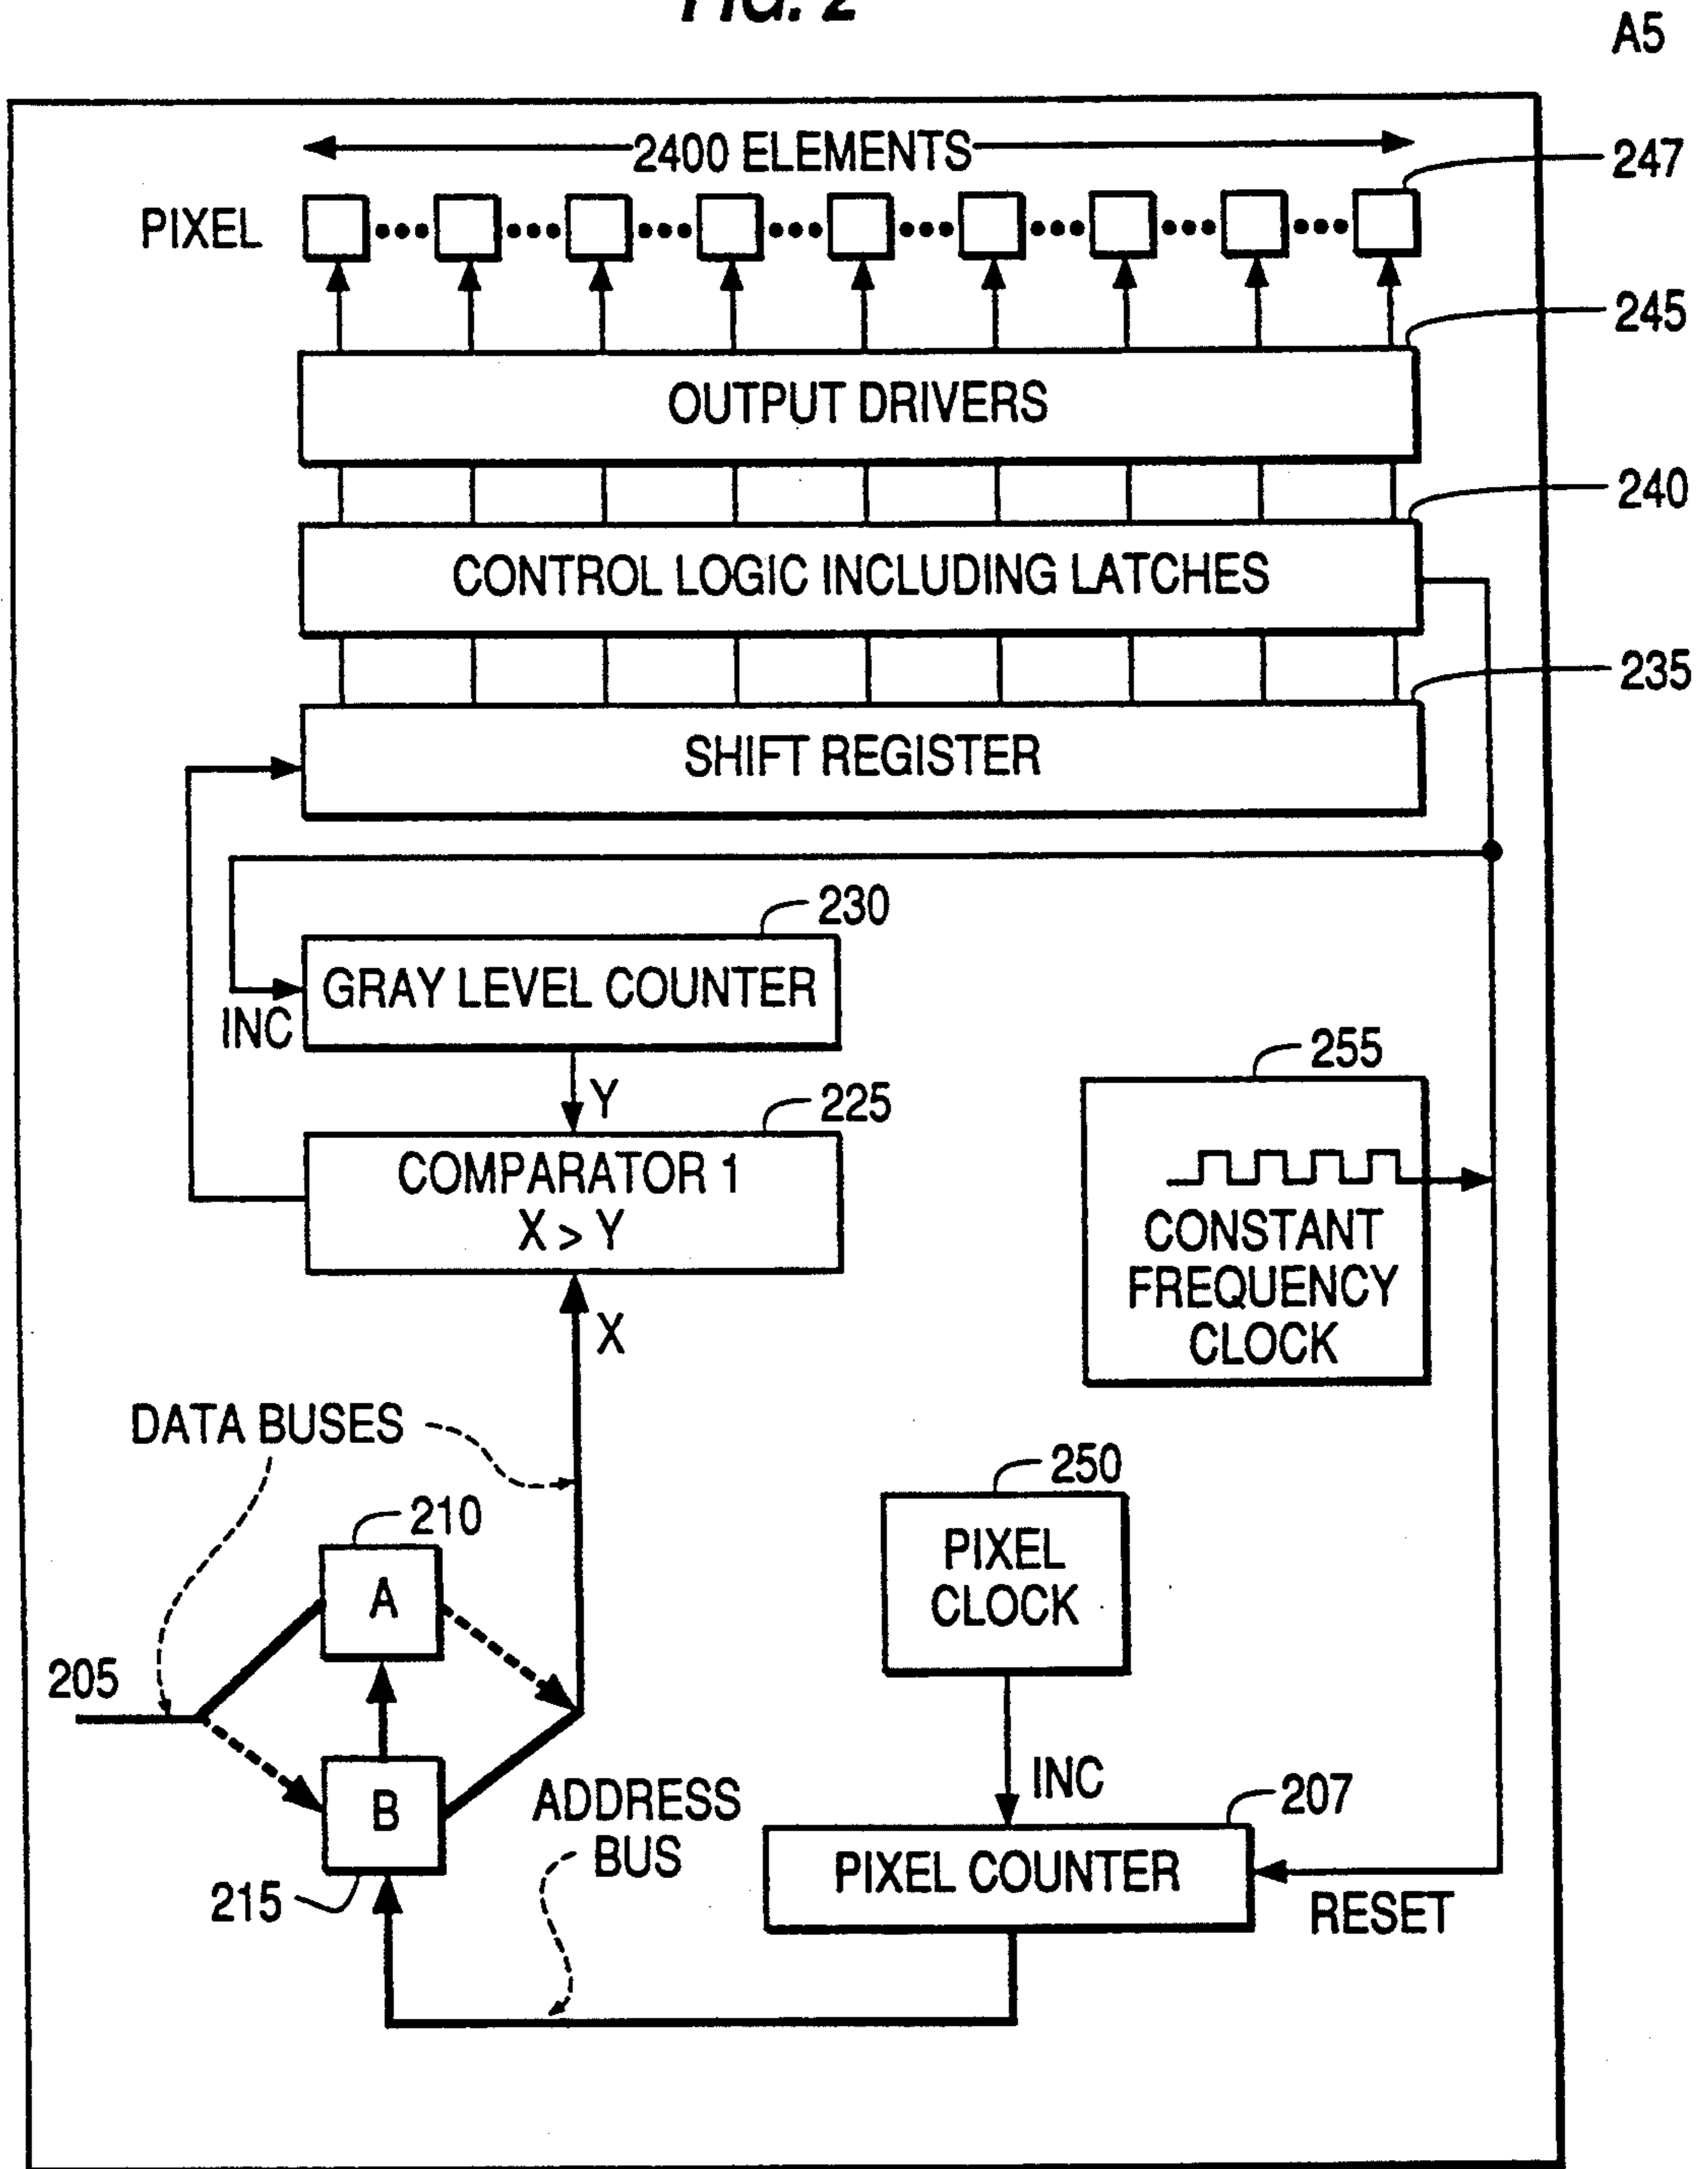 FIG. 2
A5
2400 ELEMENTS
247
PIXEL
245
OUTPUT DRIVERS
240
CONTROL LOGIC INCLUDING LATCHES
235
SHIFT REGISTER
230
GRAY LEVEL COUNTER
INC
Y
225
COMPARATOR 1
X > Y
X
255
CONSTANT
FREQUENCY
CLOCK
DATA BUSES
250
PIXEL
CLOCK
210
A
205
B
215
ADDRESS
BUS
INC
207
PIXEL COUNTER
RESET